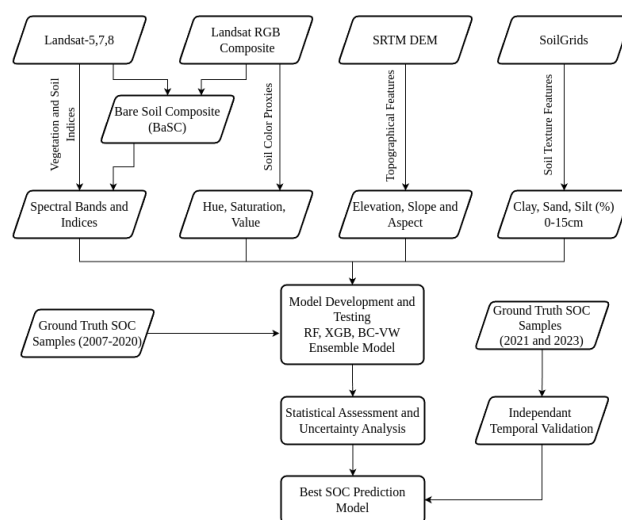 Landsat-5,7,8
Landsat RGB
Composite
SRTM DEM
SoilGrids
Vegetation and Soil
Indices
Bare Soil Composite
(BaSC)
Soil Color Proxies
Topographical Features
Soil Texture Features
Spectral Bands and
Indices
Hue, Saturation,
Value
Elevation, Slope and
Aspect
Clay, Sand, Silt (%)
0-15cm
Ground Truth SOC
Samples (2007-2020)
Model Development and
Testing
RF, XGB, BC-VW
Ensemble Model
Ground Truth SOC
Samples
(2021 and 2023)
Statistical Assessment and
Uncertainty Analysis
Independant
Temporal Validation
Best SOC Prediction
Model